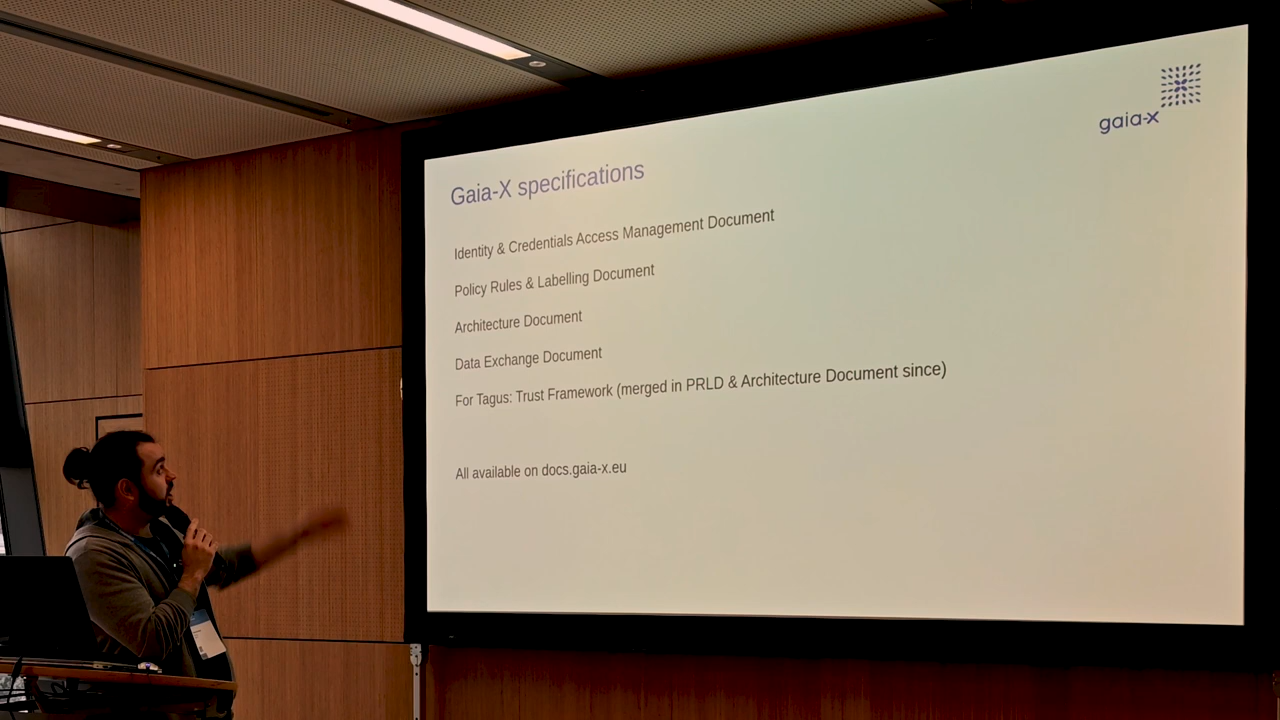 gaia-x
Gaia-X specifications
Identity & Credentials Access Management Document
Policy Rules & Labelling Document
Architecture Document
Data Exchange Document
For Tagus: Trust Framework (merged in PRLD & Architecture Document since)
All available on docs.gaia-x.eu